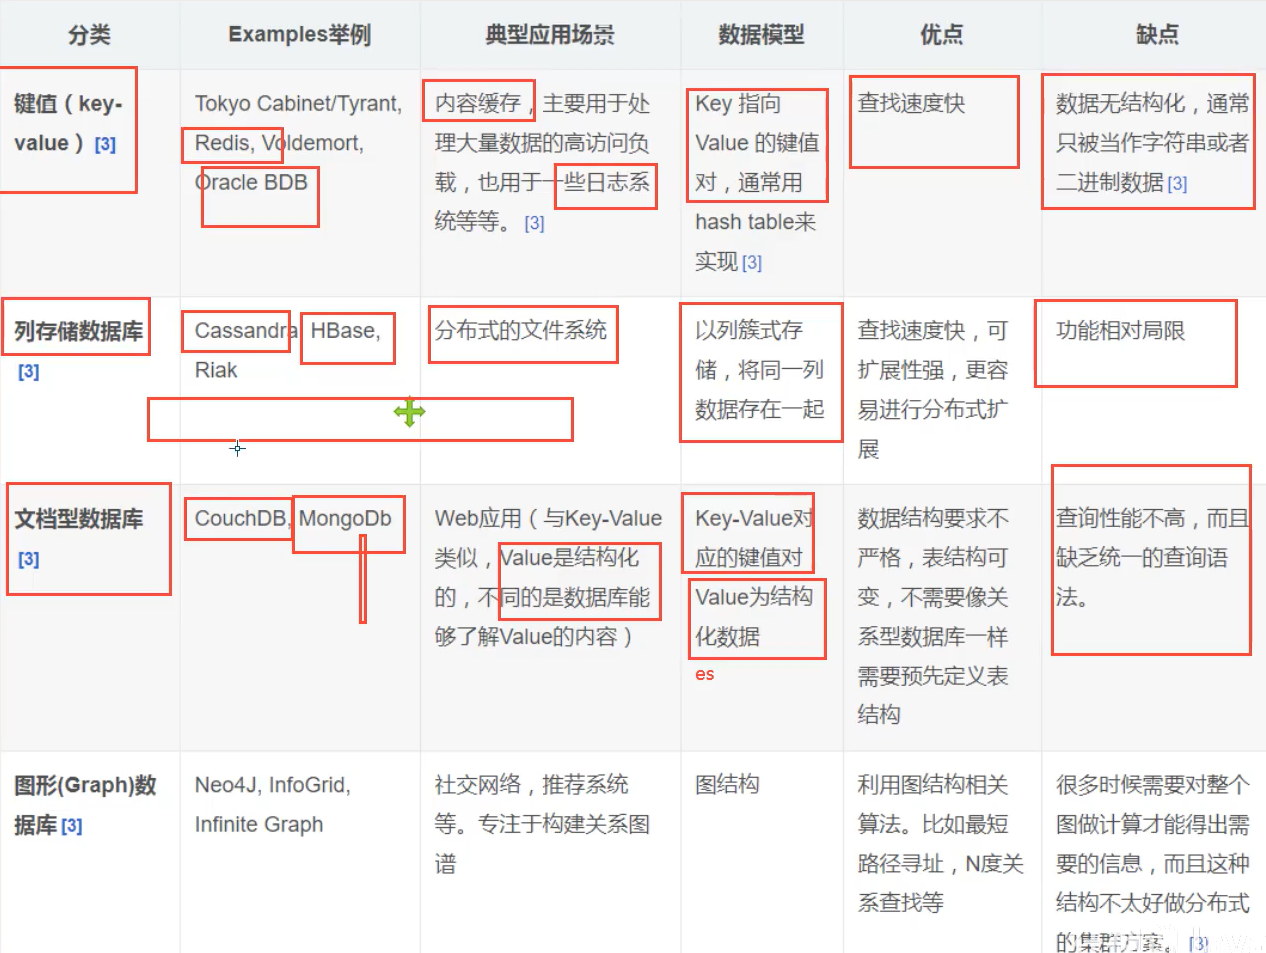 分类
Examples举例
典型应用场景
数据模型
优点
缺点
键值（key-
value）[3]
Tokyo Cabinet/Tyrant,
Redis, Voldemort,
Oracle BDB
内容缓存，主要用于处
理大量数据的高访问负
载，也用于一些日志系
统等等。[3]
Key 指向
Value 的键值
对，通常用
hash table来
实现[3]
查找速度快
数据无结构化，通常
只被当作字符串或者
二进制数据[3]
列存储数据库
[3]
Cassandra HBase,
Riak
分布式的文件系统
以列簇式存
储，将同一列
数据存在一起
查找速度快，可
扩展性强，更容
易进行分布式扩
展
功能相对局限
文档型数据库
[3]
CouchDB, MongoDb
Web应用（与Key-Value
类似，Value是结构化
的，不同的是数据库能
够了解Value的内容）
Key-Value对
应的键值对
Value为结构
化数据
es
数据结构要求不
严格，表结构可
变，不需要像关
系型数据库一样
需要预先定义表
结构
查询性能不高，而且
缺乏统一的查询语
法。
图形(Graph)数
据库[3]
Neo4J, InfoGrid,
Infinite Graph
社交网络，推荐系统
等。专注于构建关系图
谱
图结构
利用图结构相关
算法。比如最短
路径寻址，N度关
系查找等
很多时候需要对整个
图做计算才能得出需
要的信息，而且这种
结构不太好做分布式
的集群方案。[3]